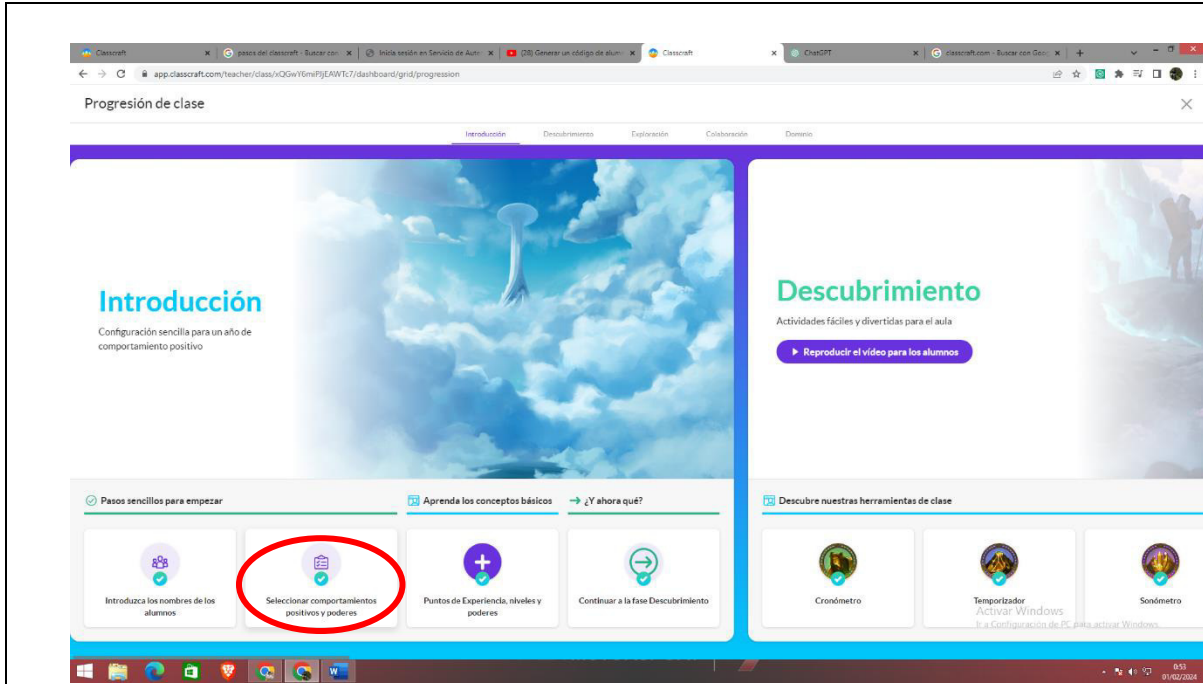 Classcraft
pasos del classcraft - Buscar con
Inicia sesión en Servicio de Auten
(20) Generar un código de alum
Classcraft
ChatGPT
classcraft.com - Buscar con Goo
app.classcraft.com/teacher/class/xQGwY6miPJjEAWTc7/dashboard/grid/progression
Progresión de clase
Introducción
Descubrimiento
Exploración
Colaboración
Dominio
Introducción
Configuración sencilla para un año de
comportamiento positivo
Pasos sencillos para empezar
Aprenda los conceptos básicos
¿Y ahora qué?
Introduzca los nombres de los
alumnos
Seleccionar comportamientos
positivos y poderes
Puntos de Experiencia, niveles y
poderes
Continuar a la fase Descubrimiento
Descubrimiento
Actividades fáciles y divertidas para el aula
Reproducir el vídeo para los alumnos
Descubre nuestras herramientas de clase
Cronómetro
Temporizador
Sonómetro
Activar Windows
Ir a Configuración de PC para activar Windows.
0:53
01/02/2024